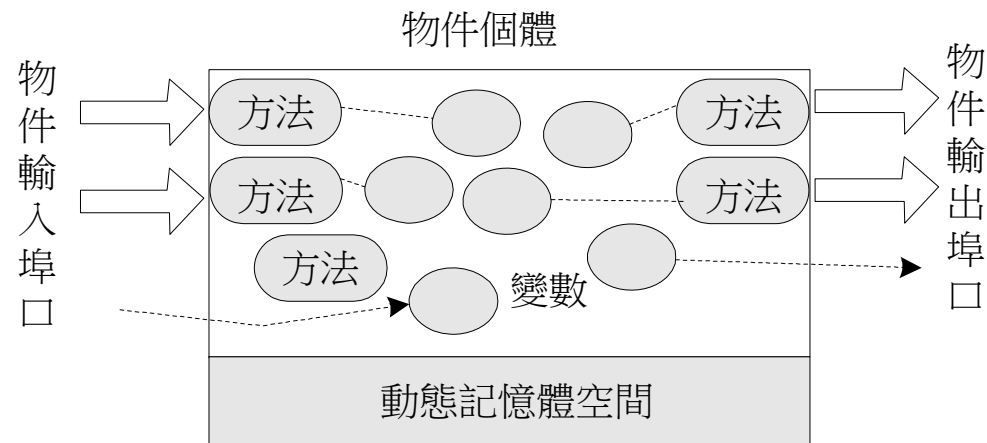 物件個體
物件輸入埠口
方法
方法
方法
方法
方法
變數
物件輸出埠口
動態記憶體空間